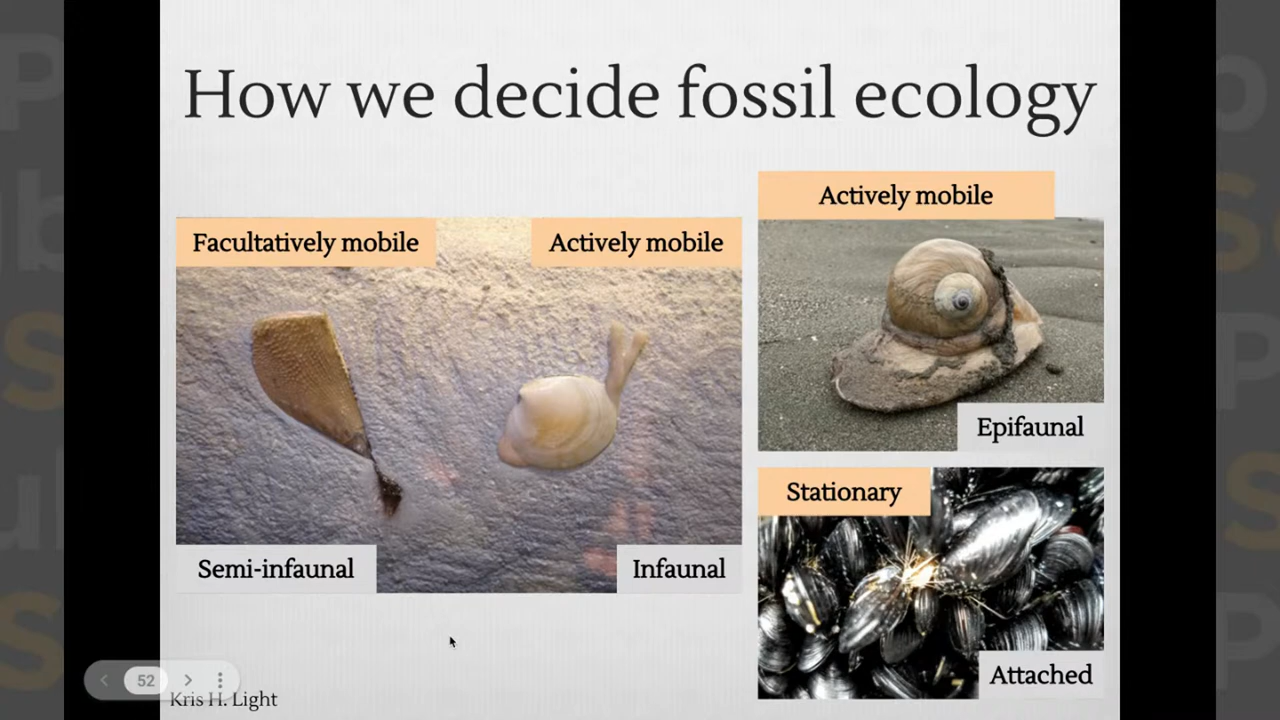 How we decide fossil ecology
Facultatively mobile
Actively mobile
Semi-infaunal
Infaunal
Actively mobile
Epifaunal
Stationary
Attached
52
Kris H. Light